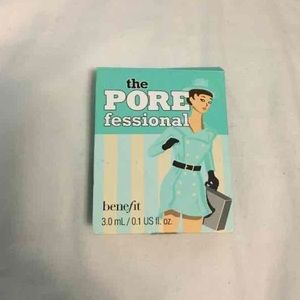 the
PORE
fessional
benefit
3.0 mL / 0.1 US fl. oz.